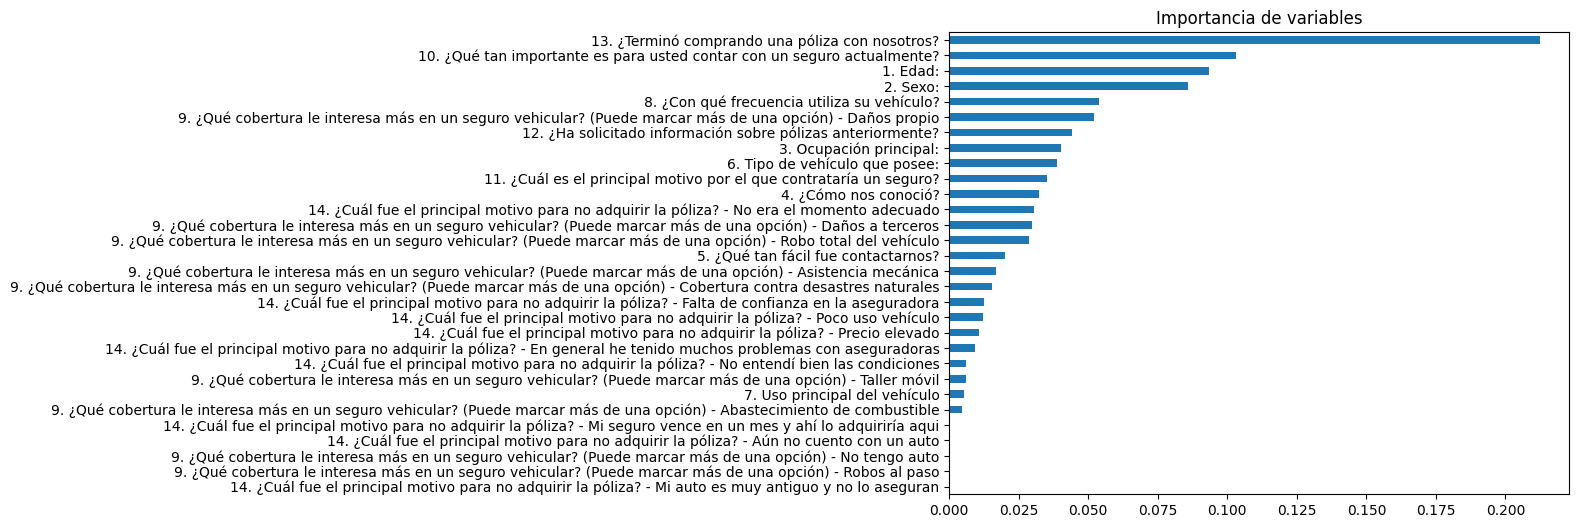 Importancia de variables
13. ¿Terminó comprando una póliza con nosotros?
10. ¿Qué tan importante es para usted contar con un seguro actualmente?
1. Edad:
2. Sexo:
8. ¿Con qué frecuencia utiliza su vehículo?
9. ¿Qué cobertura le interesa más en un seguro vehicular? (Puede marcar más de una opción) - Daños propio
12. ¿Ha solicitado información sobre pólizas anteriormente?
3. Ocupación principal:
6. Tipo de vehículo que posee:
11. ¿Cuál es el principal motivo por el que contrataría un seguro?
4. ¿Cómo nos conoció?
14. ¿Cuál fue el principal motivo para no adquirir la póliza? - No era el momento adecuado
9. ¿Qué cobertura le interesa más en un seguro vehicular? (Puede marcar más de una opción) - Daños a terceros
9. ¿Qué cobertura le interesa más en un seguro vehicular? (Puede marcar más de una opción) - Robo total del vehículo
5. ¿Qué tan fácil fue contactarnos?
9. ¿Qué cobertura le interesa más en un seguro vehicular? (Puede marcar más de una opción) - Asistencia mecánica
9. ¿Qué cobertura le interesa más en un seguro vehicular? (Puede marcar más de una opción) - Cobertura contra desastres naturales
14. ¿Cuál fue el principal motivo para no adquirir la póliza? - Falta de confianza en la aseguradora
14. ¿Cuál fue el principal motivo para no adquirir la póliza? - Poco uso vehículo
14. ¿Cuál fue el principal motivo para no adquirir la póliza? - Precio elevado
14. ¿Cuál fue el principal motivo para no adquirir la póliza? - En general he tenido muchos problemas con aseguradoras
14. ¿Cuál fue el principal motivo para no adquirir la póliza? - No entendí bien las condiciones
9. ¿Qué cobertura le interesa más en un seguro vehicular? (Puede marcar más de una opción) - Taller móvil
7. Uso principal del vehículo
9. ¿Qué cobertura le interesa más en un seguro vehicular? (Puede marcar más de una opción) - Abastecimiento de combustible
14. ¿Cuál fue el principal motivo para no adquirir la póliza? - Mi seguro vence en un mes y ahí lo adquiriría aqui
14. ¿Cuál fue el principal motivo para no adquirir la póliza? - Aún no cuento con un auto
9. ¿Qué cobertura le interesa más en un seguro vehicular? (Puede marcar más de una opción) - No tengo auto
9. ¿Qué cobertura le interesa más en un seguro vehicular? (Puede marcar más de una opción) - Robos al paso
14. ¿Cuál fue el principal motivo para no adquirir la póliza? - Mi auto es muy antiguo y no lo aseguran
0.000 0.025 0.050 0.075 0.100 0.125 0.150 0.175 0.200